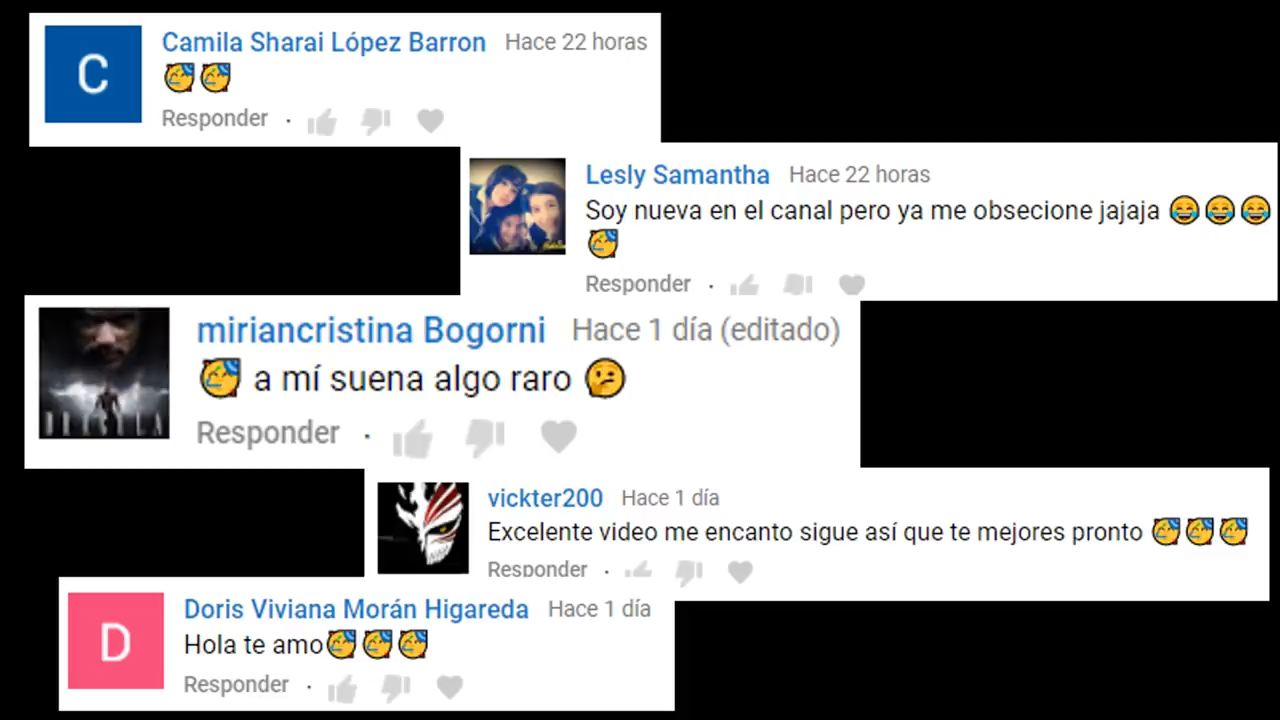 C
Camila Sharai López Barron Hace 22 horas
🥳🥳
Responder ·
Lesly Samantha Hace 22 horas
Soy nueva en el canal pero ya me obsecione jajaja 😂😂😂
🥳
Responder ·
miriancristina Bogorni Hace 1 día (editado)
🥳 a mí suena algo raro 🤔
Responder ·
vickter200 Hace 1 día
Excelente video me encanto sigue así que te mejores pronto 🥳🥳🥳
Responder ·
D
Doris Viviana Morán Higareda Hace 1 día
Hola te amo🥳🥳🥳
Responder ·